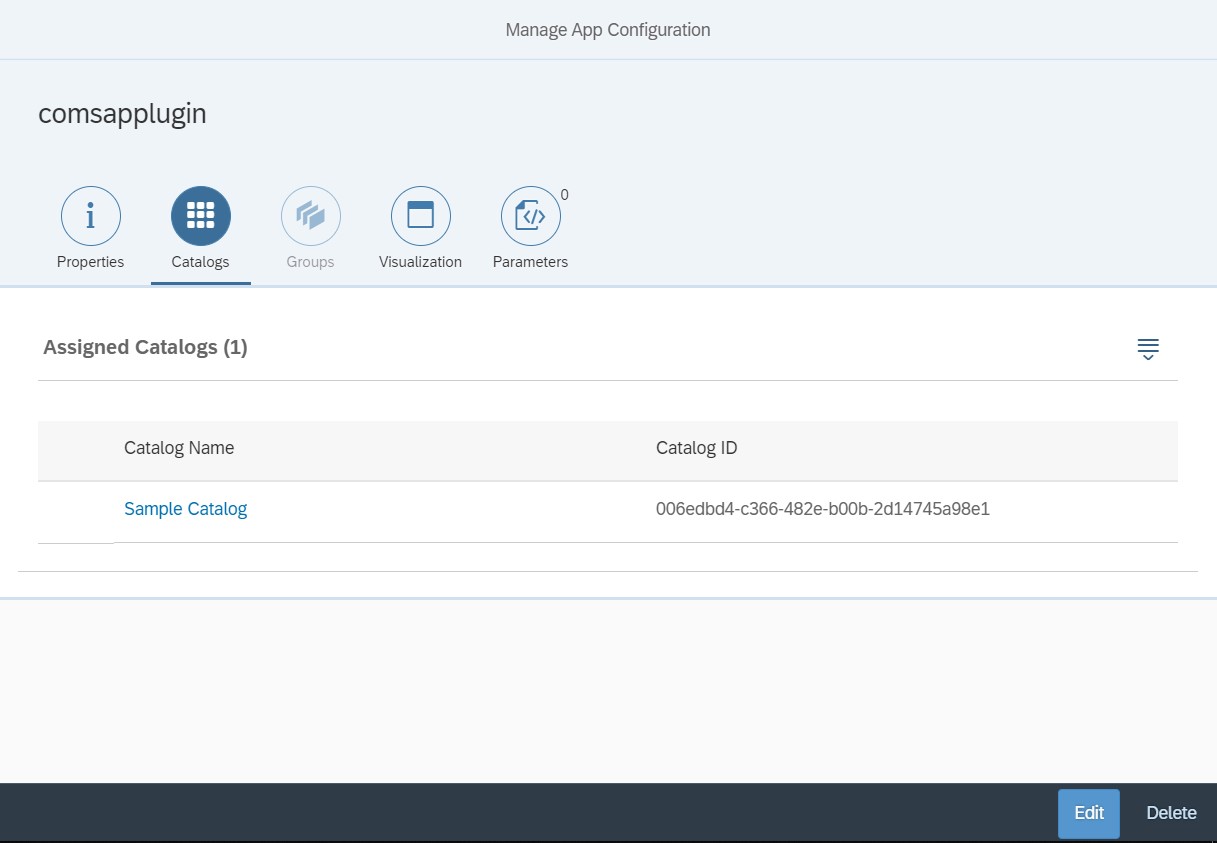 Manage App Configuration
comsapplugin
0
Properties
Catalogs
Groups
Visualization
Parameters
Assigned Catalogs (1)
Catalog Name
Catalog ID
Sample Catalog
006edbd4-c366-482e-b00b-2d14745a98e1
Edit
Delete